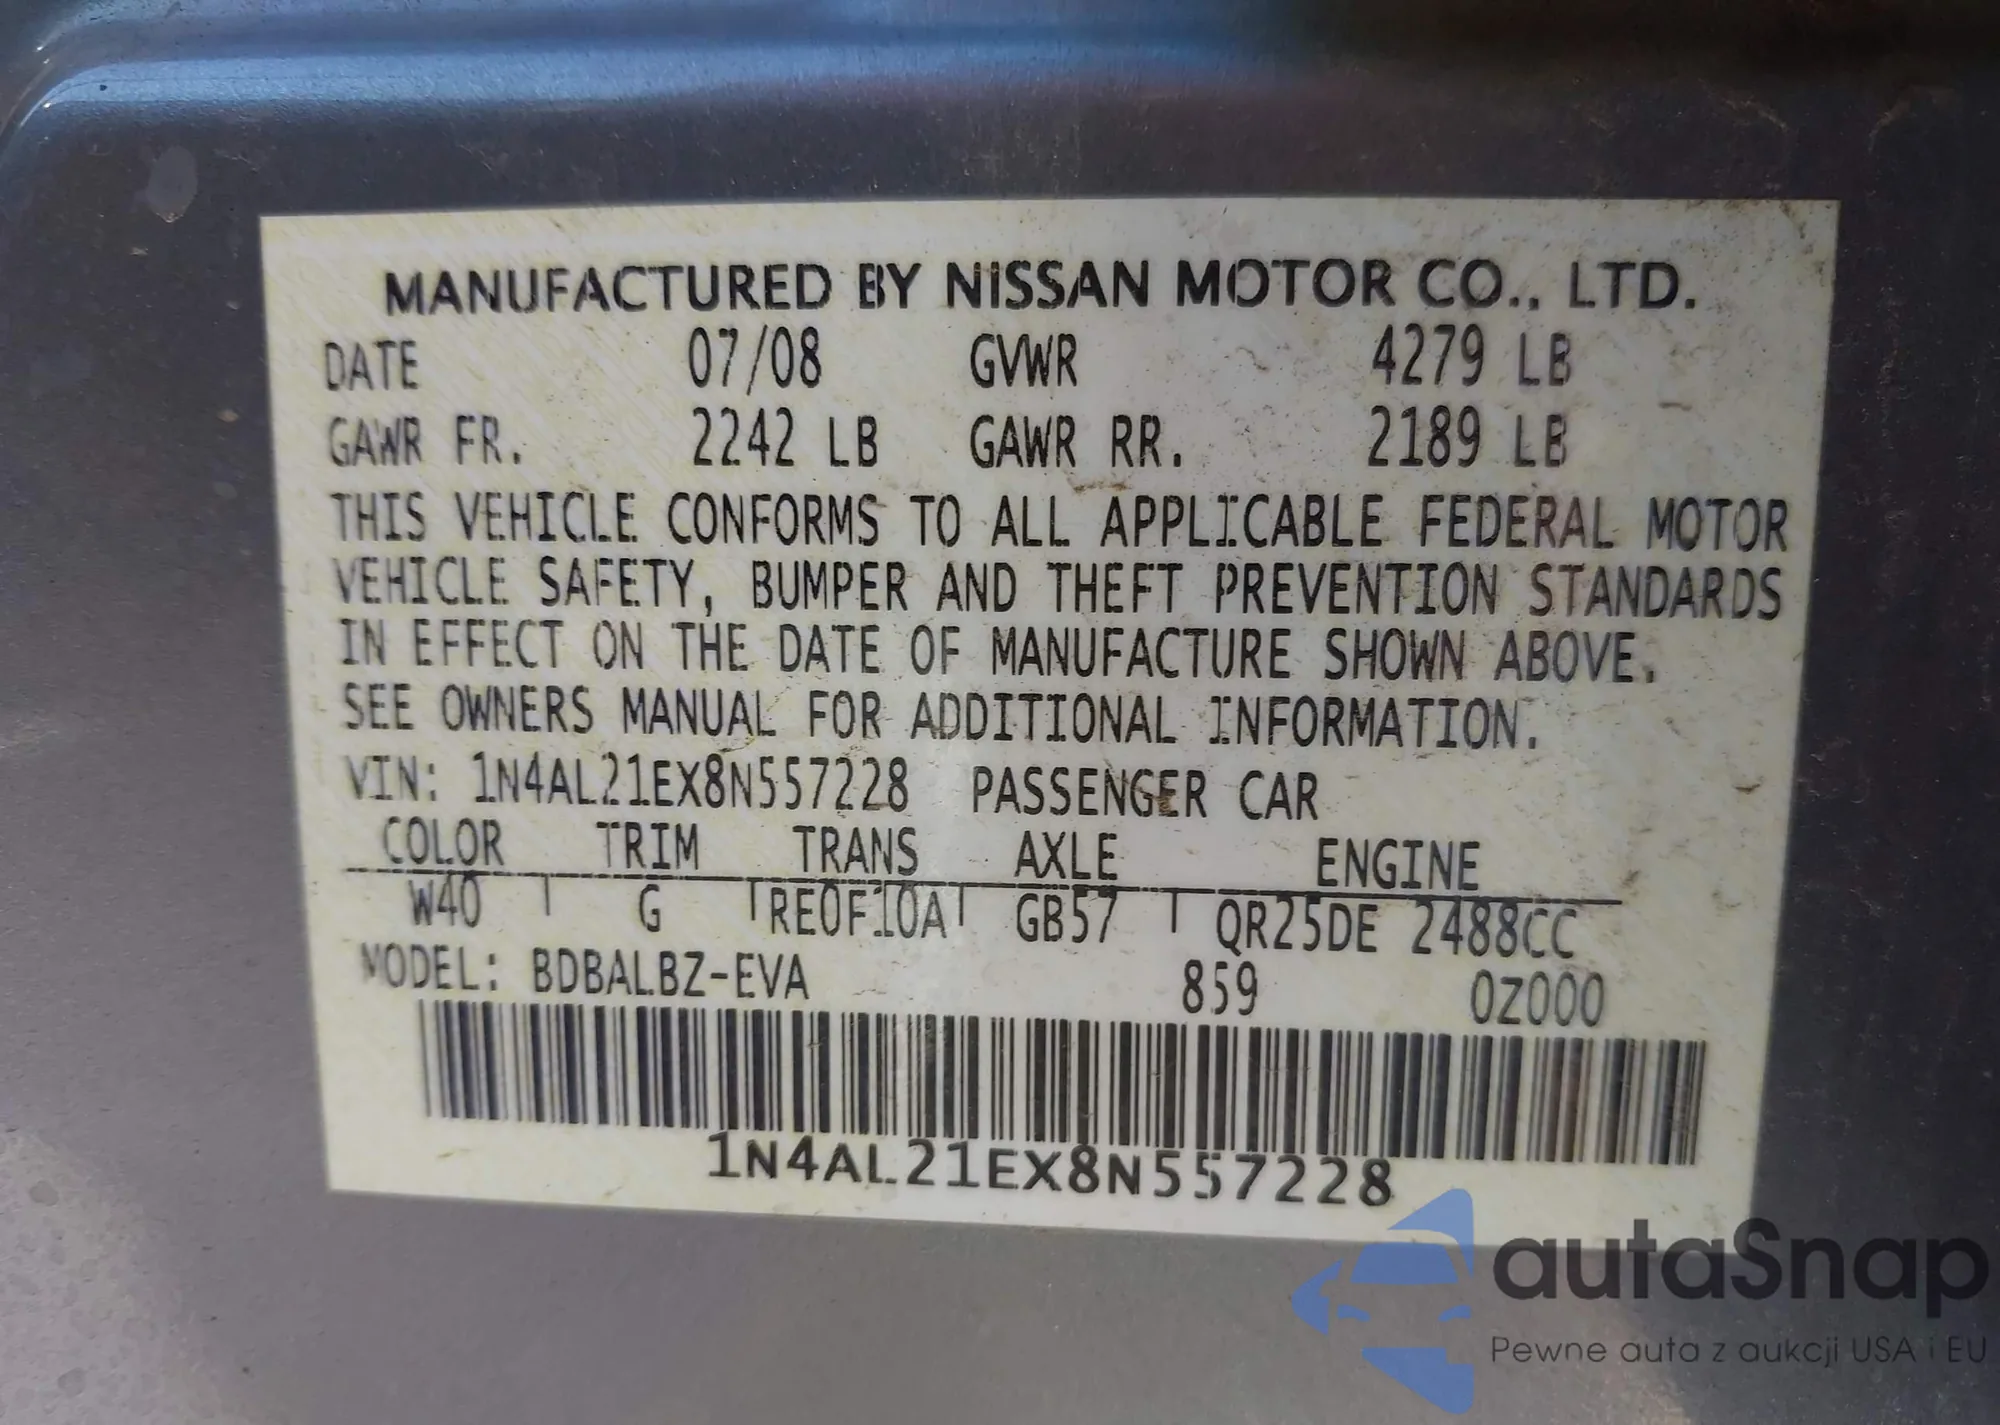 MANUFACTURED BY NISSAN MOTOR CO., LTD.
DATE 07/08 GVWR 4279 LB
GAWR FR. 2242 LB GAWR RR. 2189 LB
THIS VEHICLE CONFORMS TO ALL APPLICABLE FEDERAL MOTOR
VEHICLE SAFETY, BUMPER AND THEFT PREVENTION STANDARDS
IN EFFECT ON THE DATE OF MANUFACTURE SHOWN ABOVE.
SEE OWNERS MANUAL FOR ADDITIONAL INFORMATION.
VIN: 1N4AL21EX8N557228 PASSENGER CAR
COLOR TRIM TRANS AXLE ENGINE
W40 G RE0F10A GB57 QR25DE 2488CC
MODEL: BDBALBZ-EVA 859 0Z000
1N4AL21EX8N557228
autaSnap
Pewne auta z aukcji USA i EU